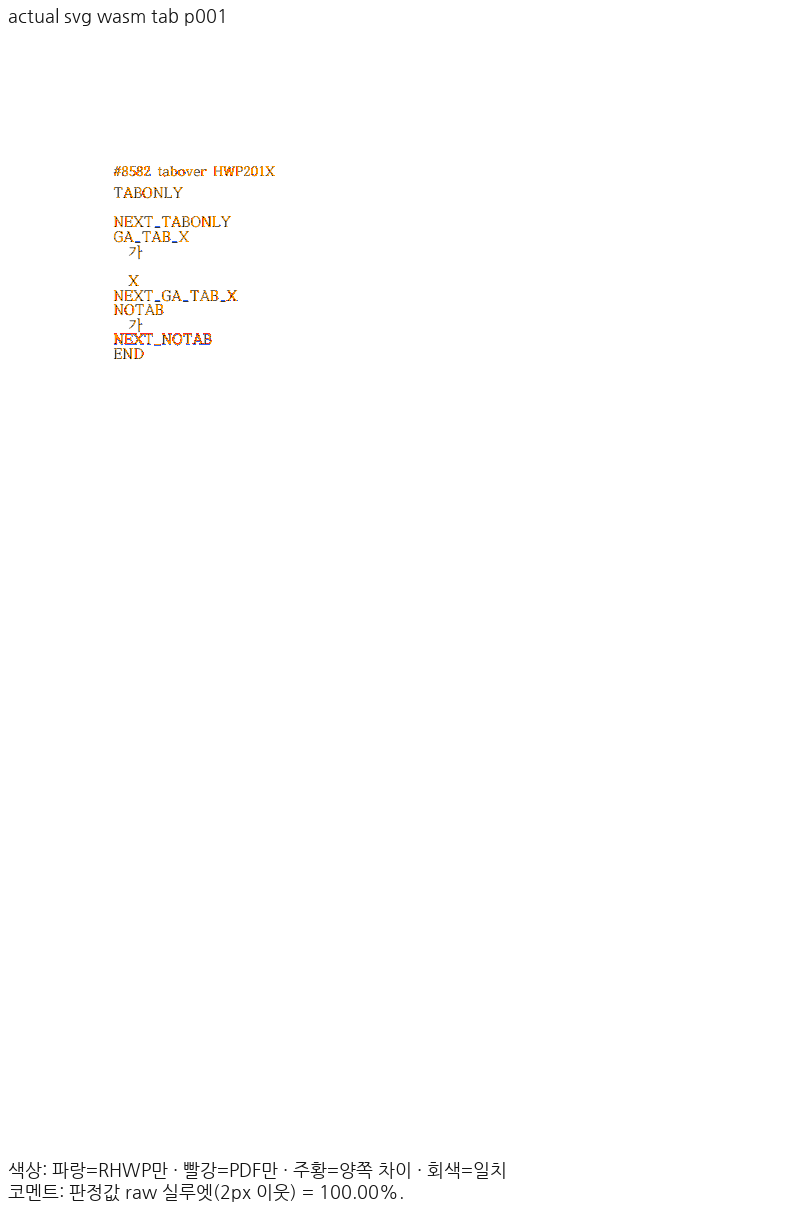 actual svg wasm tab p001
#8582 tabover HWP201X
TABONLY
NEXT_TABONLY
GA_TAB_X
가
X
NEXT_GA_TAB_X
NOTAB
가
NEXT_NOTAB
END
색상: 파랑=RHWP만 · 빨강=PDF만 · 주황=양쪽 차이 · 회색=일치
코멘트: 판정값 raw 실루엣(2px 이웃) = 100.00%.